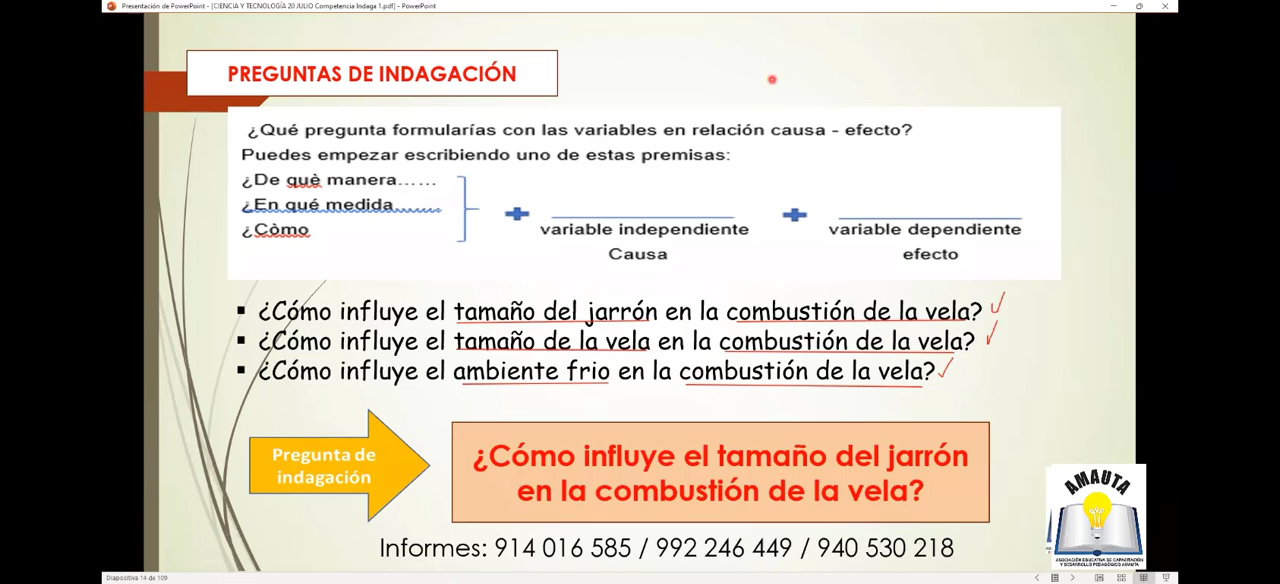 Presentación de PowerPoint - [CIENCIA Y TECNOLOGÍA 20 JULIO Competencia Indaga 1.pdf] - PowerPoint
PREGUNTAS DE INDAGACIÓN
¿Qué pregunta formularías con las variables en relación causa - efecto?
Puedes empezar escribiendo uno de estas premisas:
¿De què manera......
¿En qué medida........
¿Còmo
variable independiente
Causa
variable dependiente
efecto
▪ ¿Cómo influye el tamaño del jarrón en la combustión de la vela?
▪ ¿Cómo influye el tamaño de la vela en la combustión de la vela?
▪ ¿Cómo influye el ambiente frio en la combustión de la vela?
Pregunta de
indagación
¿Cómo influye el tamaño del jarrón
en la combustión de la vela?
AMAUTA
ASOCIACIÓN EDUCATIVA DE CAPACITACIÓN
Y DESARROLLO PEDAGÓGICO AMAUTA
Informes: 914 016 585 / 992 246 449 / 940 530 218
Diapositiva 14 de 109